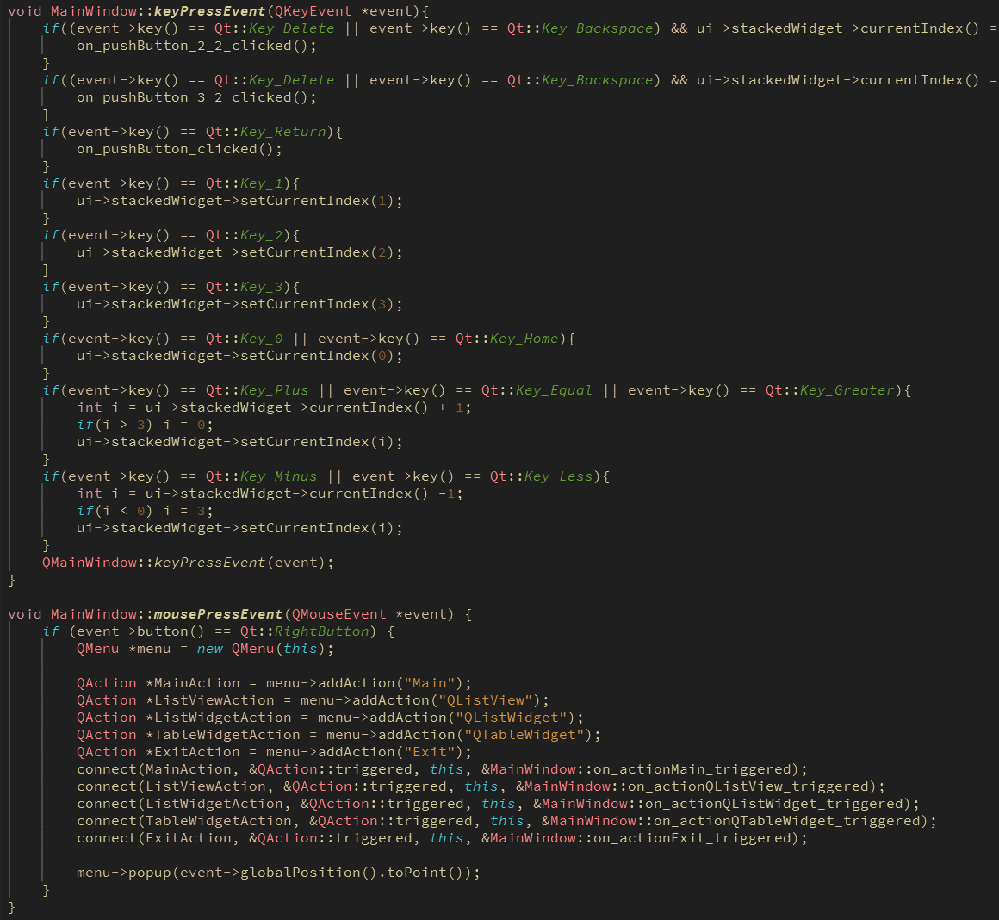 void MainWindow::keyPressEvent(QKeyEvent *event){
    if((event->key() == Qt::Key_Delete || event->key() == Qt::Key_Backspace) && ui->stackedWidget->currentIndex() =
        on_pushButton_2_2_clicked();
    }
    if((event->key() == Qt::Key_Delete || event->key() == Qt::Key_Backspace) && ui->stackedWidget->currentIndex() =
        on_pushButton_3_2_clicked();
    }
    if(event->key() == Qt::Key_Return){
        on_pushButton_clicked();
    }
    if(event->key() == Qt::Key_1){
        ui->stackedWidget->setCurrentIndex(1);
    }
    if(event->key() == Qt::Key_2){
        ui->stackedWidget->setCurrentIndex(2);
    }
    if(event->key() == Qt::Key_3){
        ui->stackedWidget->setCurrentIndex(3);
    }
    if(event->key() == Qt::Key_0 || event->key() == Qt::Key_Home){
        ui->stackedWidget->setCurrentIndex(0);
    }
    if(event->key() == Qt::Key_Plus || event->key() == Qt::Key_Equal || event->key() == Qt::Key_Greater){
        int i = ui->stackedWidget->currentIndex() + 1;
        if(i > 3) i = 0;
        ui->stackedWidget->setCurrentIndex(i);
    }
    if(event->key() == Qt::Key_Minus || event->key() == Qt::Key_Less){
        int i = ui->stackedWidget->currentIndex() -1;
        if(i < 0) i = 3;
        ui->stackedWidget->setCurrentIndex(i);
    }
    QMainWindow::keyPressEvent(event);
}

void MainWindow::mousePressEvent(QMouseEvent *event) {
    if (event->button() == Qt::RightButton) {
        QMenu *menu = new QMenu(this);

        QAction *MainAction = menu->addAction("Main");
        QAction *ListViewAction = menu->addAction("QListView");
        QAction *ListWidgetAction = menu->addAction("QListWidget");
        QAction *TableWidgetAction = menu->addAction("QTableWidget");
        QAction *ExitAction = menu->addAction("Exit");
        connect(MainAction, &QAction::triggered, this, &MainWindow::on_actionMain_triggered);
        connect(ListViewAction, &QAction::triggered, this, &MainWindow::on_actionQListView_triggered);
        connect(ListWidgetAction, &QAction::triggered, this, &MainWindow::on_actionQListWidget_triggered);
        connect(TableWidgetAction, &QAction::triggered, this, &MainWindow::on_actionQTableWidget_triggered);
        connect(ExitAction, &QAction::triggered, this, &MainWindow::on_actionExit_triggered);

        menu->popup(event->globalPosition().toPoint());
    }
}